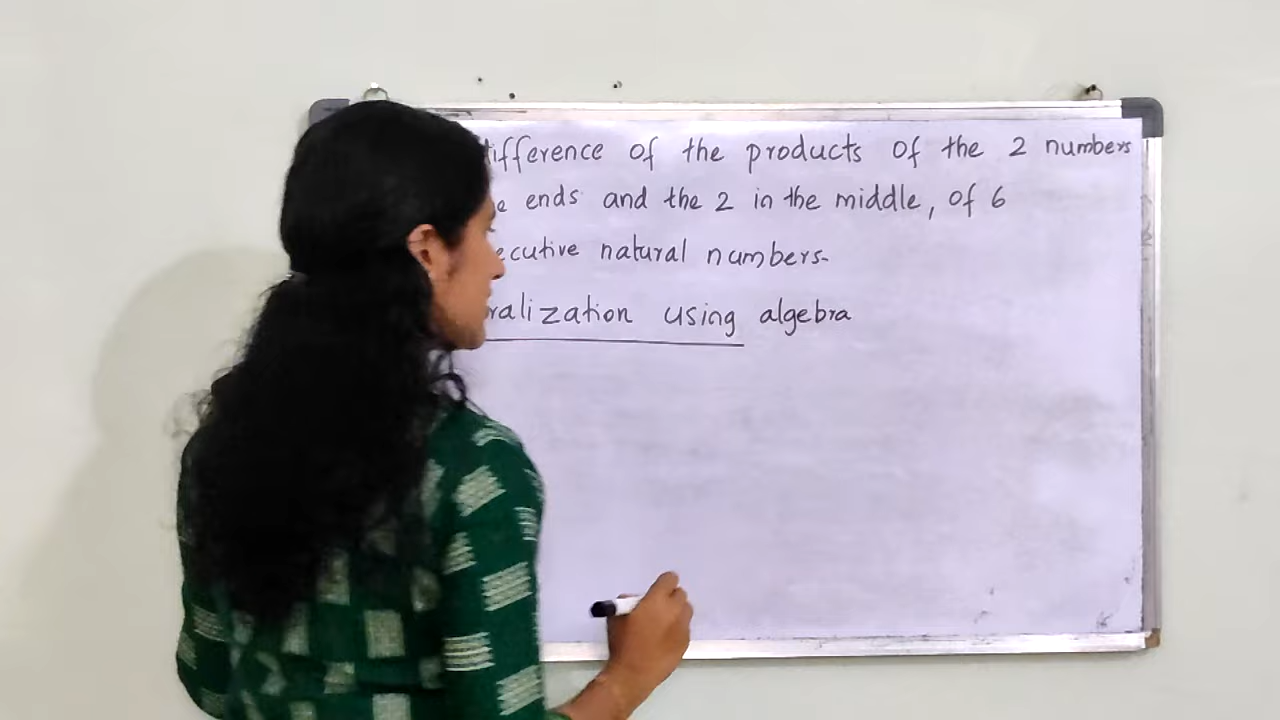 ifference of the products of the 2 numbers
e ends and the 2 in the middle, of 6
ecutive natural numbers.
ralization using algebra